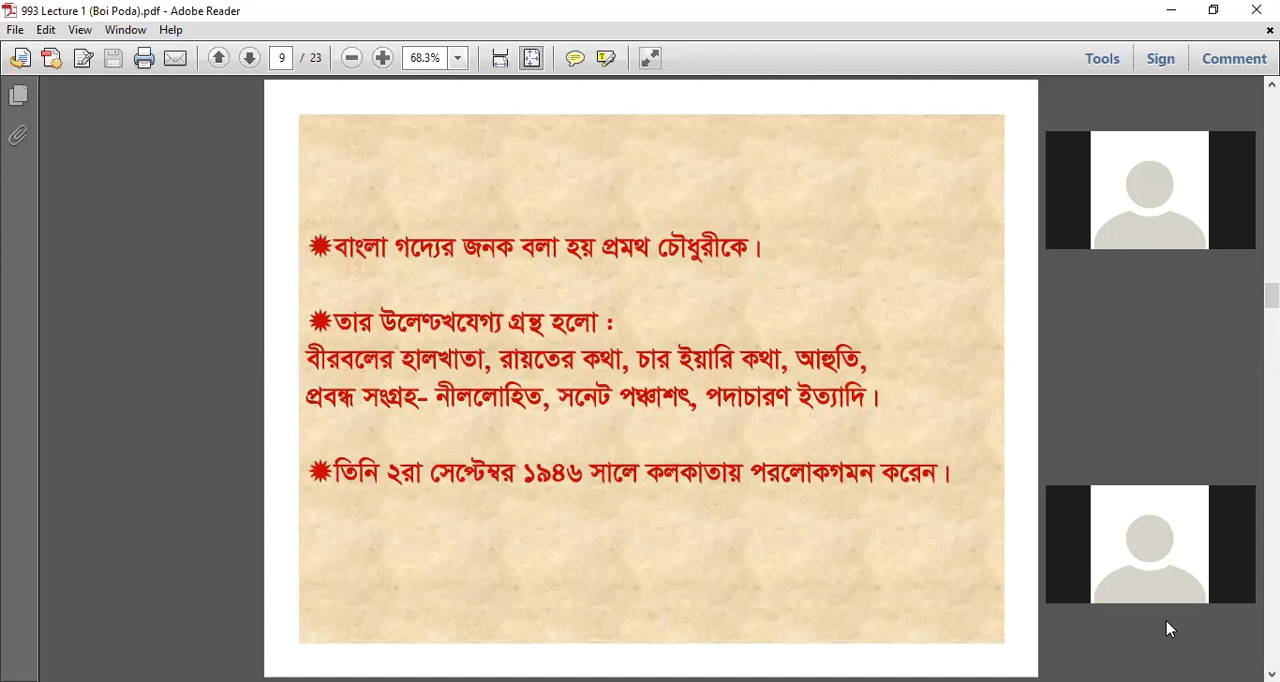 993 Lecture 1 (Boi Poda).pdf - Adobe Reader
File Edit View Window Help
9 / 23 68.3% Tools Sign Comment
✹বাংলা গদ্যের জনক বলা হয় প্রমথ চৌধুরীকে।
✹তার উলেণ্ঢখযেগ্য গ্রন্থ হলো :
বীরবলের হালখাতা, রায়তের কথা, চার ইয়ারি কথা, আহুতি,
প্রবন্ধ সংগ্রহ- নীললোহিত, সনেট পঞ্চাশৎ, পদাচারণ ইত্যাদি।
✹তিনি ২রা সেপ্টেম্বর ১৯৪৬ সালে কলকাতায় পরলোকগমন করেন।